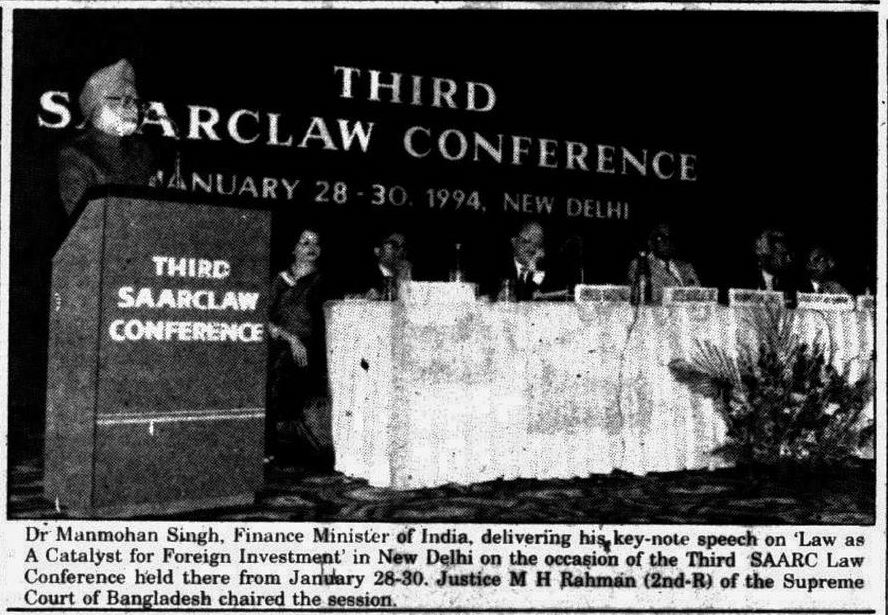 THIRD
SAARCLAW CONFERENCE
JANUARY 28-30, 1994, NEW DELHI
THIRD
SAARCLAW
CONFERENCE
Dr Manmohan Singh, Finance Minister of India, delivering his key-note speech on 'Law as
A Catalyst for Foreign Investment' in New Delhi on the occasion of the Third SAARC Law
Conference held there from January 28-30. Justice M H Rahman (2nd-R) of the Supreme
Court of Bangladesh chaired the session.